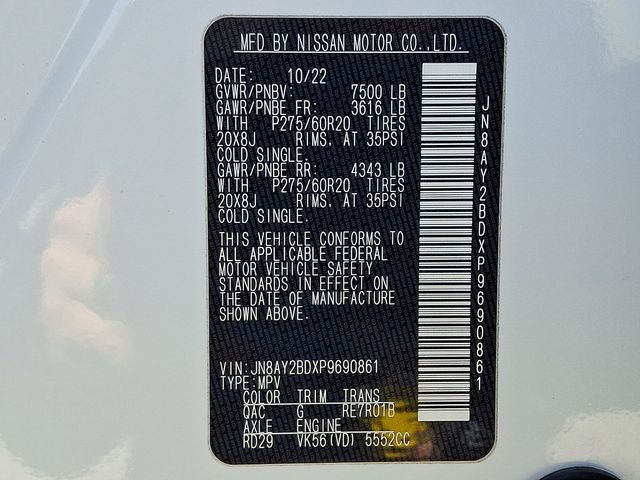 MFD BY NISSAN MOTOR CO.,LTD.
DATE: 10/22
GVWR/PNBV: 7500 LB
GAWR/PNBE FR: 3616 LB
WITH P275/60R20 TIRES
20X8J RIMS. AT 35PSI
COLD SINGLE.
GAWR/PNBE RR: 4343 LB
WITH P275/60R20 TIRES
20X8J RIMS. AT 35PSI
COLD SINGLE.
THIS VEHICLE CONFORMS TO
ALL APPLICABLE FEDERAL
MOTOR VEHICLE SAFETY
STANDARDS IN EFFECT ON
THE DATE OF MANUFACTURE
SHOWN ABOVE.
VIN:JN8AY2BDXP9690861
TYPE:MPV
COLOR TRIM TRANS
QAC G RE7R01B
AXLE ENGINE
RD29 VK56(VD) 5552CC
JN8AY2BDXP9690861